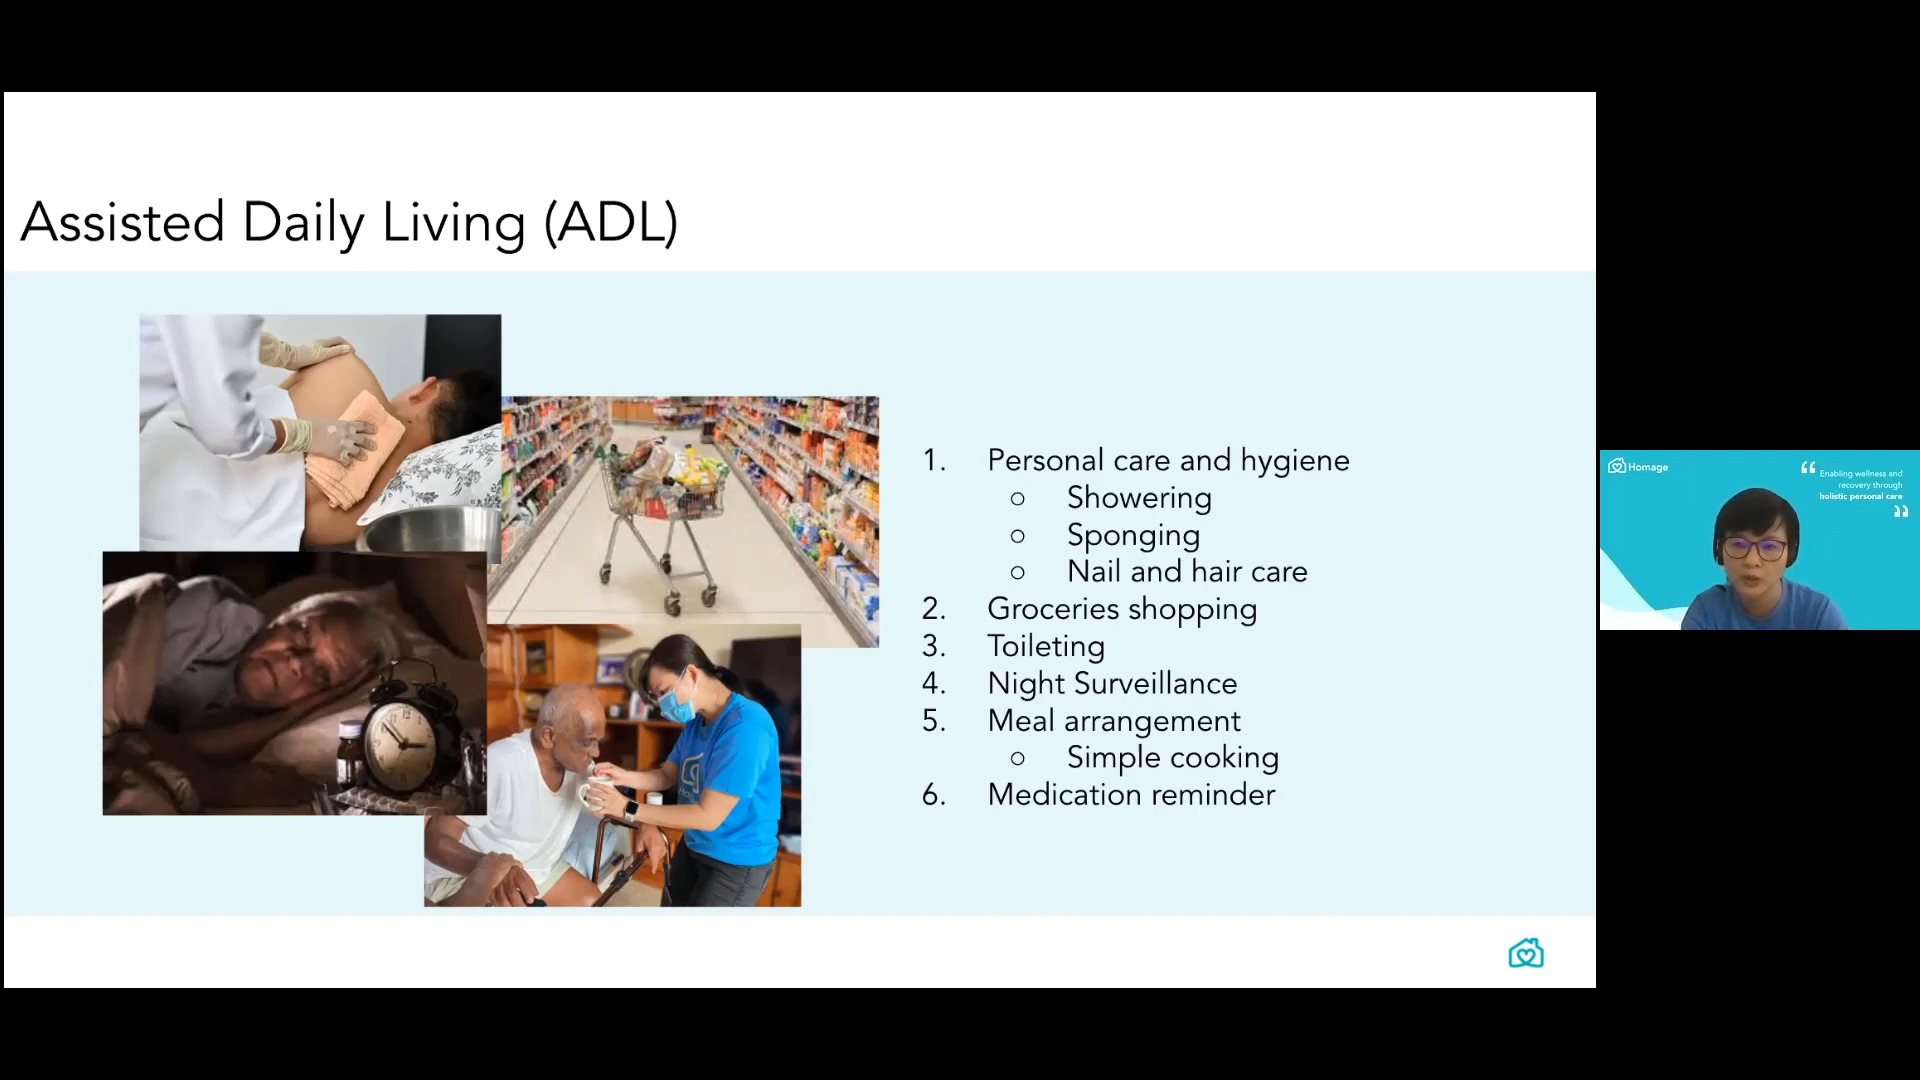 Assisted Daily Living (ADL)
1. Personal care and hygiene
○ Showering
○ Sponging
○ Nail and hair care
2. Groceries shopping
3. Toileting
4. Night Surveillance
5. Meal arrangement
○ Simple cooking
6. Medication reminder
Homage
“ Enabling wellness and
recovery through
holistic personal care
”